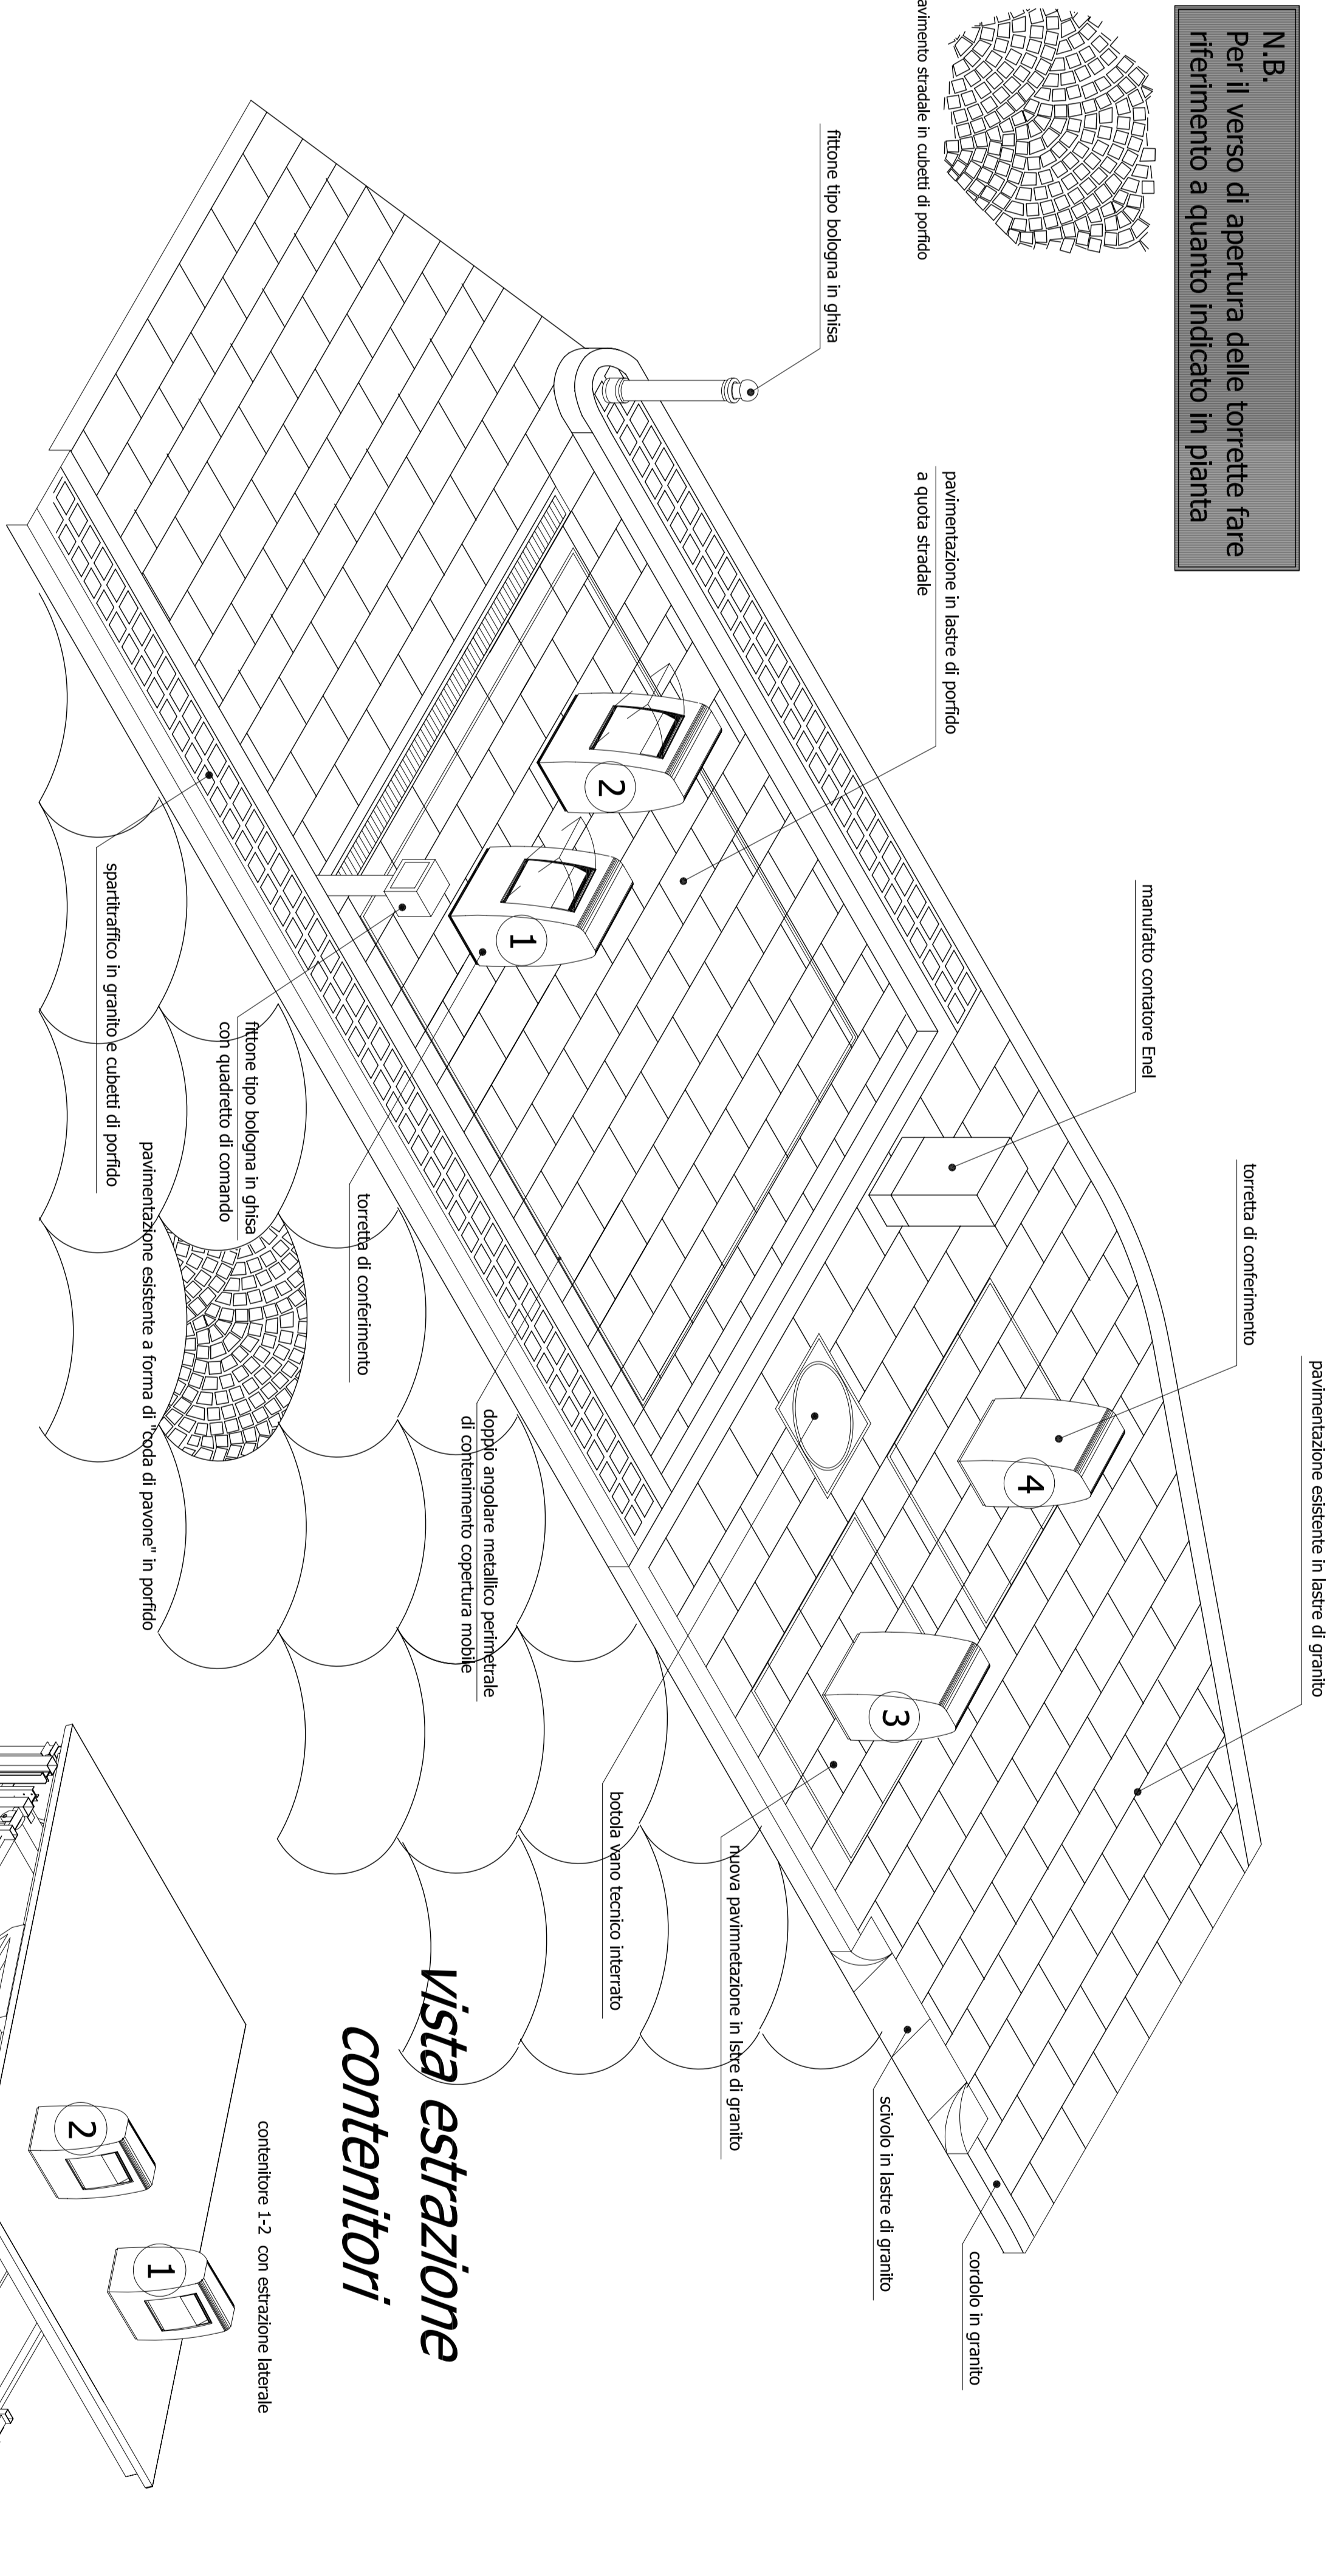 N.B.
Per il verso di apertura delle torrette fare
riferimento a quanto indicato in pianta
avimento stradale in cubetti di porfido
fittone tipo bologna in ghisa
pavimentazione in lastre di porfido
a quota stradale
manufatto contatore Enel
torretta di conferimento
pavimentazione esistente in lastre di granito
2
1
4
3
spartitraffico in granito e cubetti di porfido
fittone tipo bologna in ghisa
con quadretto di comando
pavimentazione esistente a forma di "coda di pavone" in porfido
torretta di conferimento
doppio angolare metallico perimetrale
di contenimento copertura mobile
botola vano tecnico interrato
nuova pavimnetazione in lstre di granito
scivolo in lastre di granito
cordolo in granito
vista estrazione
contenitori
contenitore 1-2 con estrazione laterale
2
1